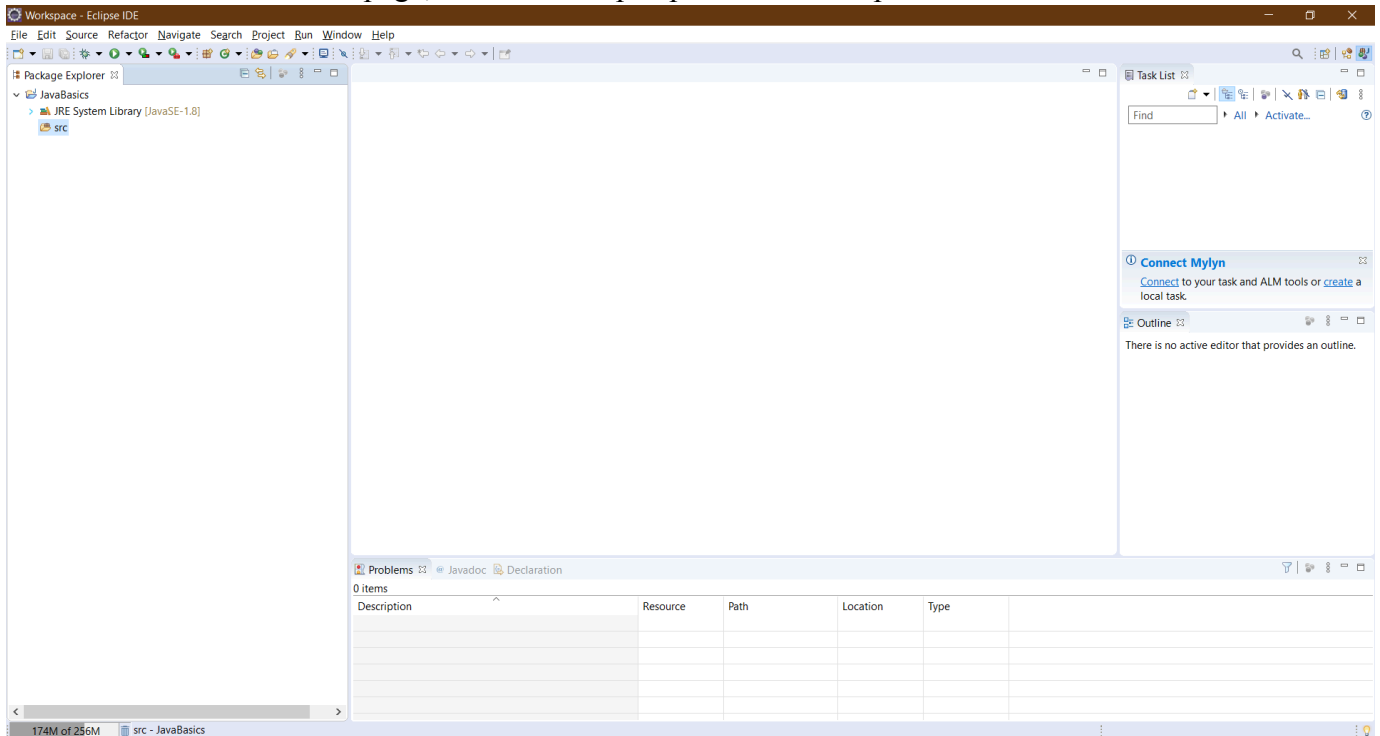 Workspace - Eclipse IDE
File Edit Source Refactor Navigate Search Project Run Window Help
Package Explorer
JavaBasics
JRE System Library [JavaSE-1.8]
src
Task List
Find All Activate...
Connect Mylyn
Connect to your task and ALM tools or create a
local task.
Outline
There is no active editor that provides an outline.
Problems Javadoc Declaration
0 items
Description Resource Path Location Type
174M of 256M src - JavaBasics